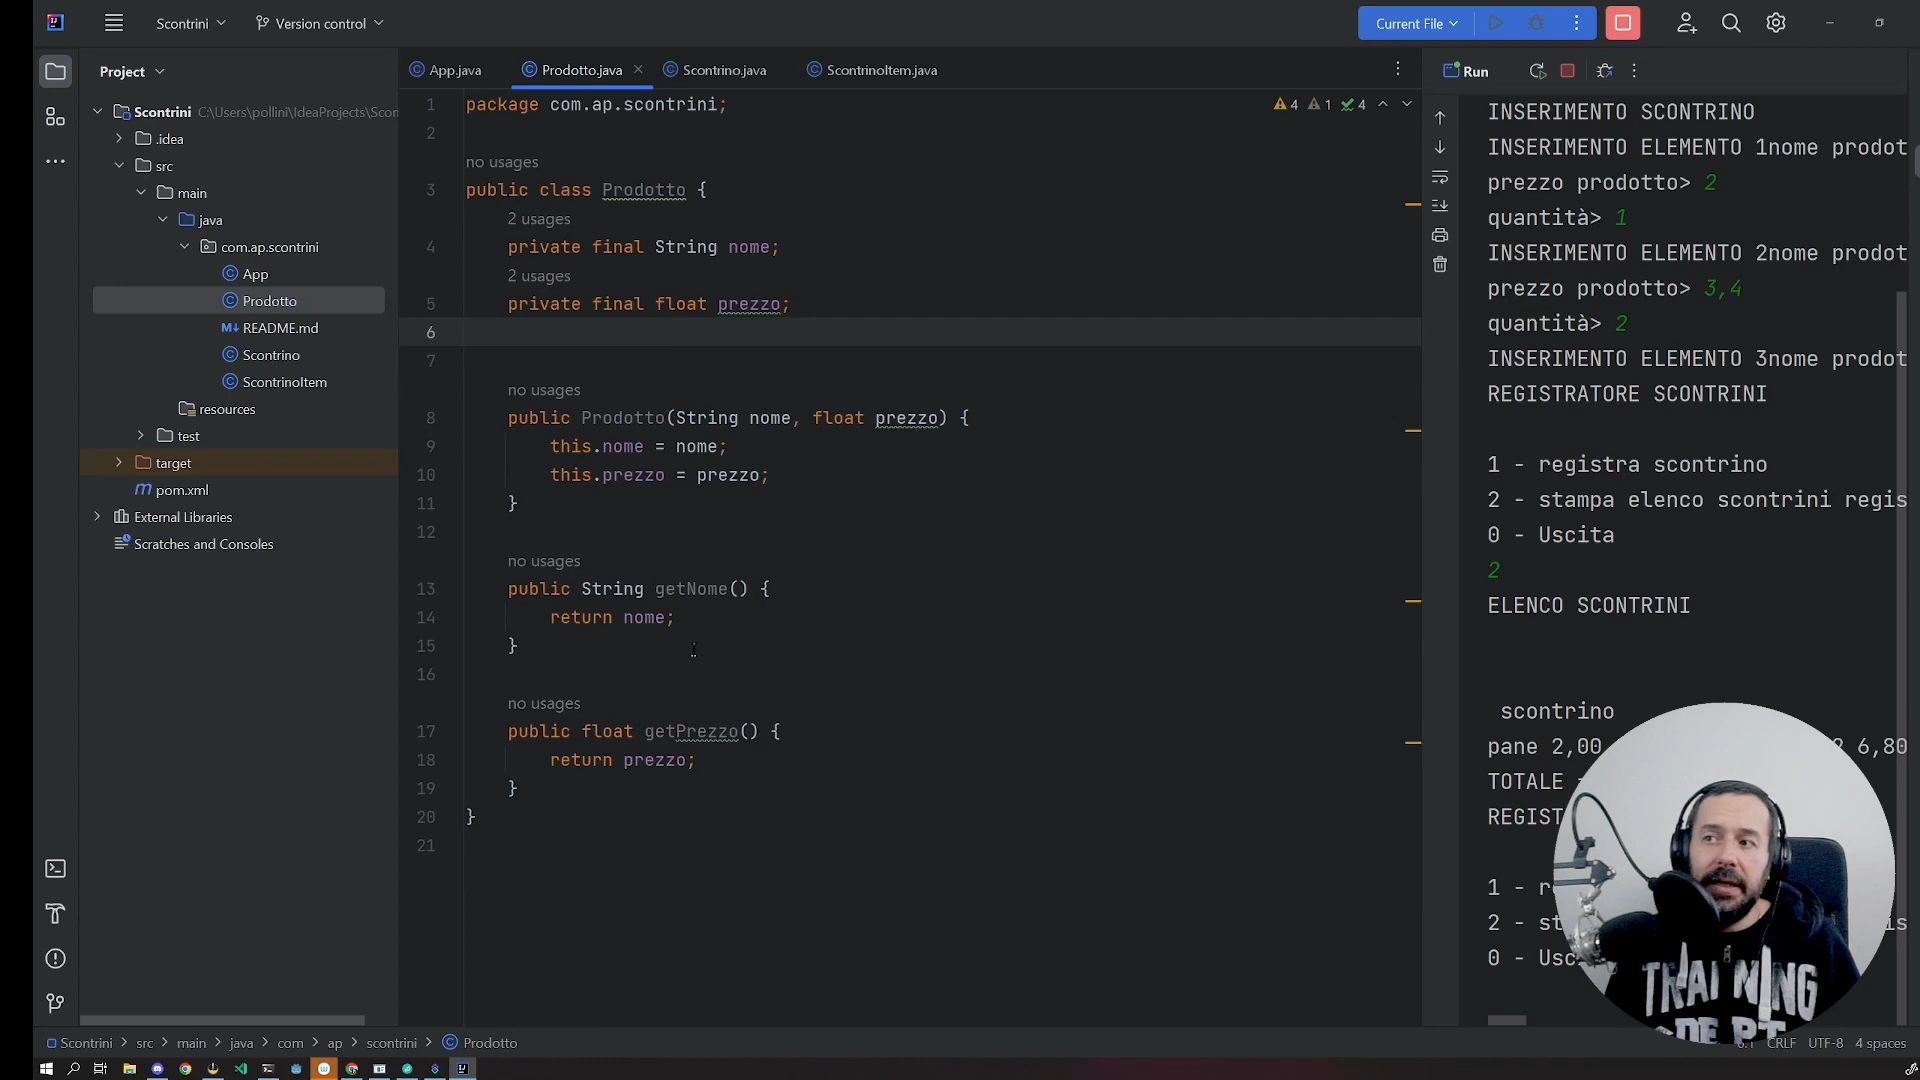 Scontrini
Version control
Current File
Project
Scontrini C:\Users\pollini\IdeaProjects\Scon
.idea
src
main
java
com.ap.scontrini
App
Prodotto
README.md
Scontrino
ScontrinoItem
resources
test
target
pom.xml
External Libraries
Scratches and Consoles
App.java
Prodotto.java
Scontrino.java
ScontrinoItem.java
4 1 4
1 package com.ap.scontrini;
2
no usages
3 public class Prodotto {
2 usages
4 private final String nome;
2 usages
5 private final float prezzo;
6
7
no usages
8 public Prodotto(String nome, float prezzo) {
9 this.nome = nome;
10 this.prezzo = prezzo;
11 }
12
no usages
13 public String getNome() {
14 return nome;
15 }
16
no usages
17 public float getPrezzo() {
18 return prezzo;
19 }
20 }
21
Run
INSERIMENTO SCONTRINO
INSERIMENTO ELEMENTO 1nome prodot
prezzo prodotto> 2
quantità> 1
INSERIMENTO ELEMENTO 2nome prodot
prezzo prodotto> 3,4
quantità> 2
INSERIMENTO ELEMENTO 3nome prodot
REGISTRATORE SCONTRINI
1 - registra scontrino
2 - stampa elenco scontrini regis
0 - Uscita
2
ELENCO SCONTRINI
scontrino
pane 2,00 2 6,80
TOTALE
REGIST
1 - r
2 - st is
0 - Usc
TRAINING
Scontrini src main java com ap scontrini Prodotto
6:1 CRLF UTF-8 4 spaces